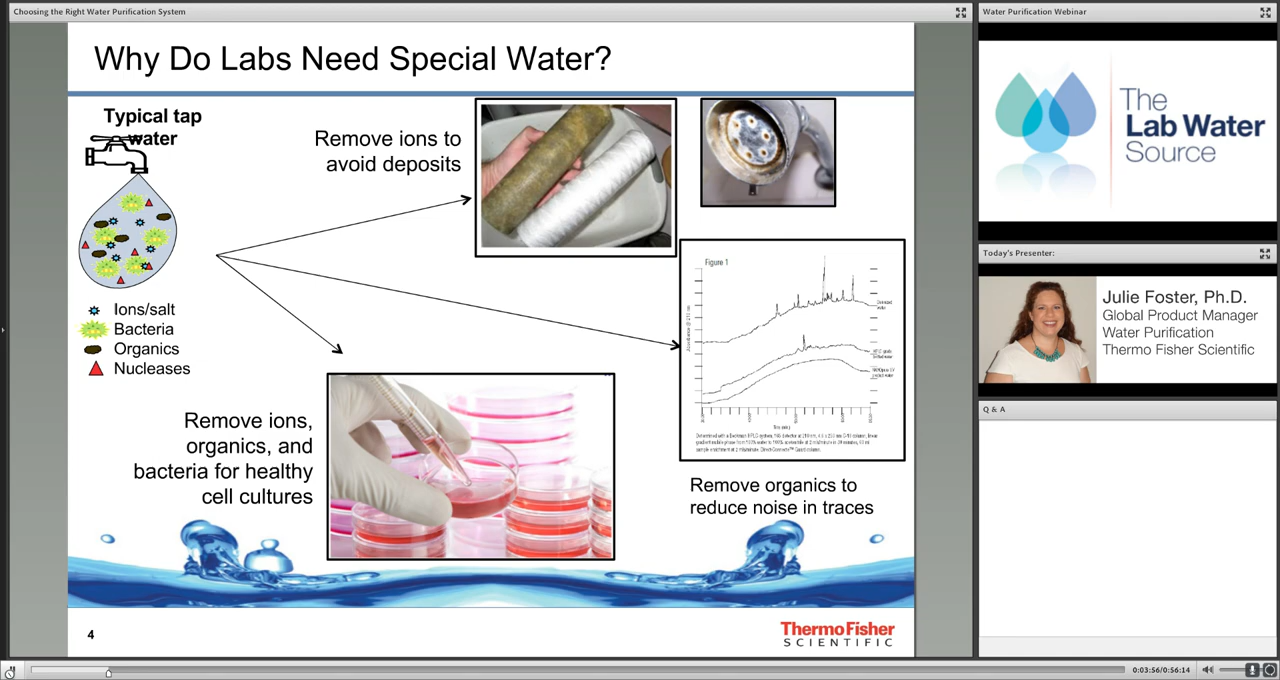 Choosing the Right Water Purification System
Why Do Labs Need Special Water?
Typical tap
water
Ions/salt
Bacteria
Organics
Nucleases
Remove ions to
avoid deposits
Figure 1
Remove organics to
reduce noise in traces
Remove ions,
organics, and
bacteria for healthy
cell cultures
4
ThermoFisher
SCIENTIFIC
0:03:56/0:56:14
Water Purification Webinar
The
Lab Water
Source
Today's Presenter:
Julie Foster, Ph.D.
Global Product Manager
Water Purification
Thermo Fisher Scientific
Q & A